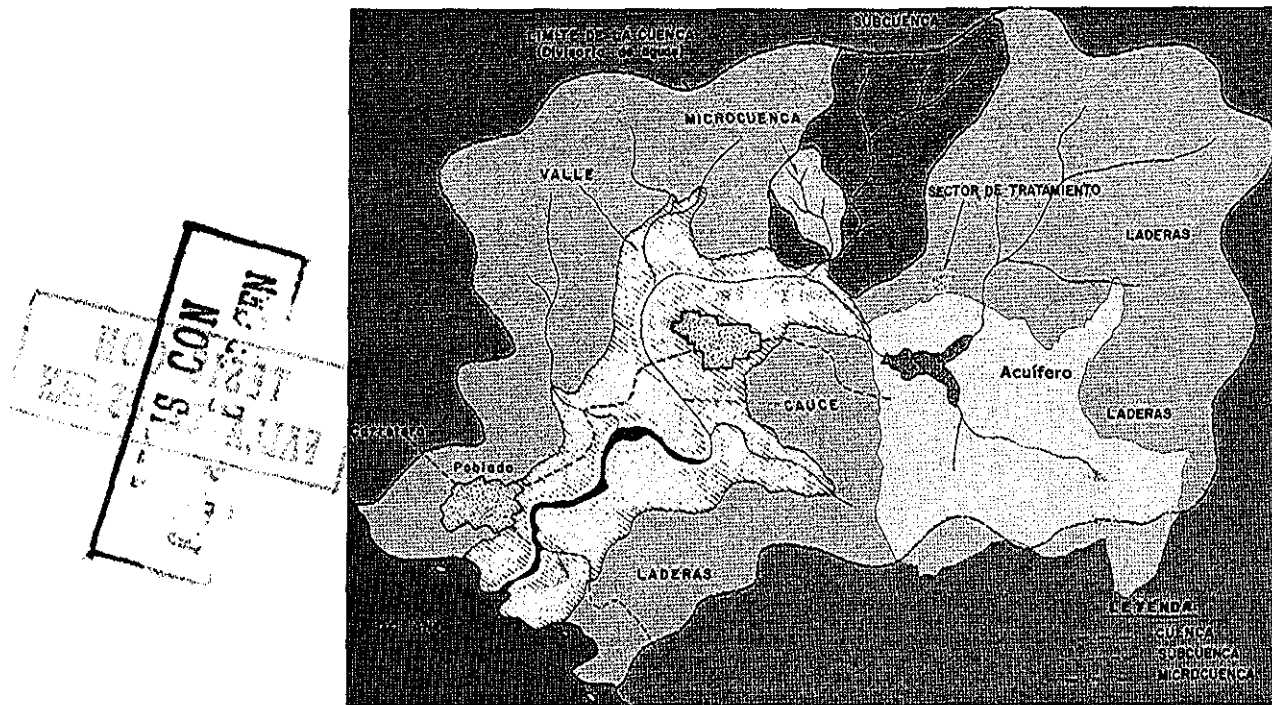 SUBCUENCA
LIMITE DE LA CUENCA
(Divisoria de aguas)
MICROCUENCA
VALLE
SECTOR DE TRATAMIENTO
LADERAS
Acuífero
CAUCE
LADERAS
Poblado
LADERAS
LEYENDA:
CUENCA
SUBCUENCA
MICROCUENCA
TESIS CON